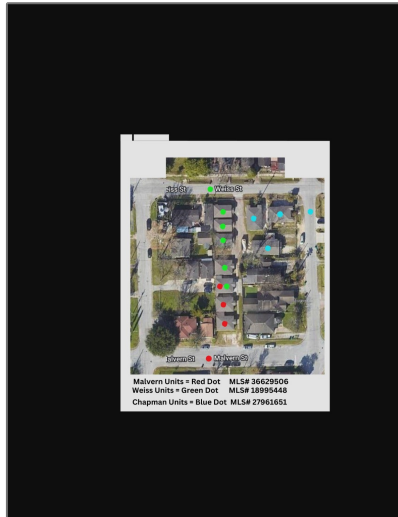 Weiss St
Malvern St
Malvern Units = Red Dot MLS# 36629506
Weiss Units = Green Dot MLS# 18995448
Chapman Units = Blue Dot MLS# 27961651